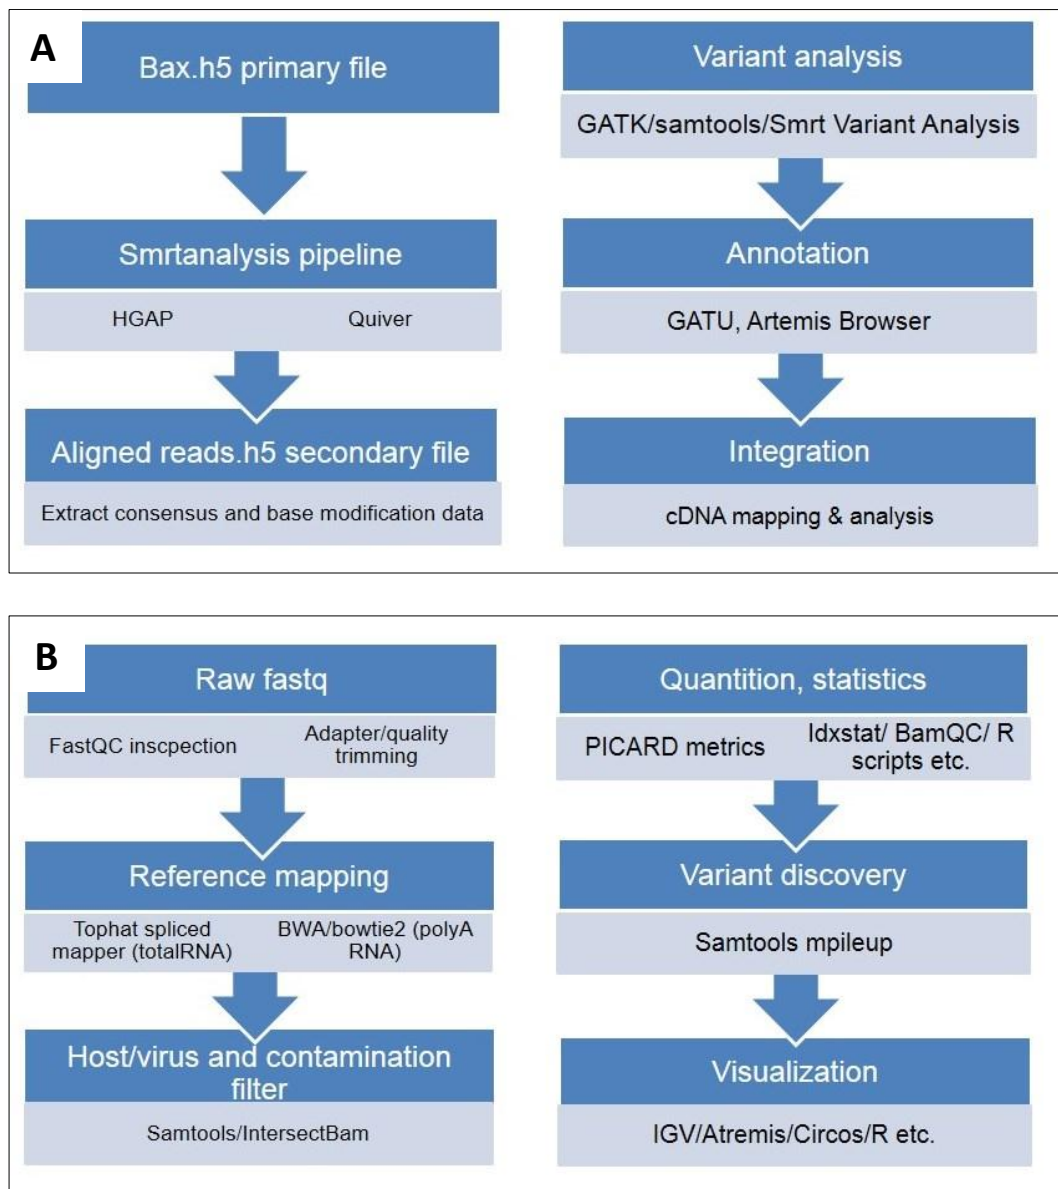 A
Bax.h5 primary file
Smrtanalysis pipeline
HGAP
Quiver
Aligned reads.h5 secondary file
Extract consensus and base modification data
Variant analysis
GATK/samtools/Smrt Variant Analysis
Annotation
GATU, Artemis Browser
Integration
cDNA mapping & analysis
B
Raw fastq
FastQC inscpection
Adapter/quality
trimming
Reference mapping
Tophat spliced
mapper (totalRNA)
BWA/bowtie2 (polyA
RNA)
Host/virus and contamination
filter
Samtools/IntersectBam
Quantition, statistics
PICARD metrics
Idxstat/ BamQC/ R
scripts etc.
Variant discovery
Samtools mpileup
Visualization
IGV/Atremis/Circos/R etc.